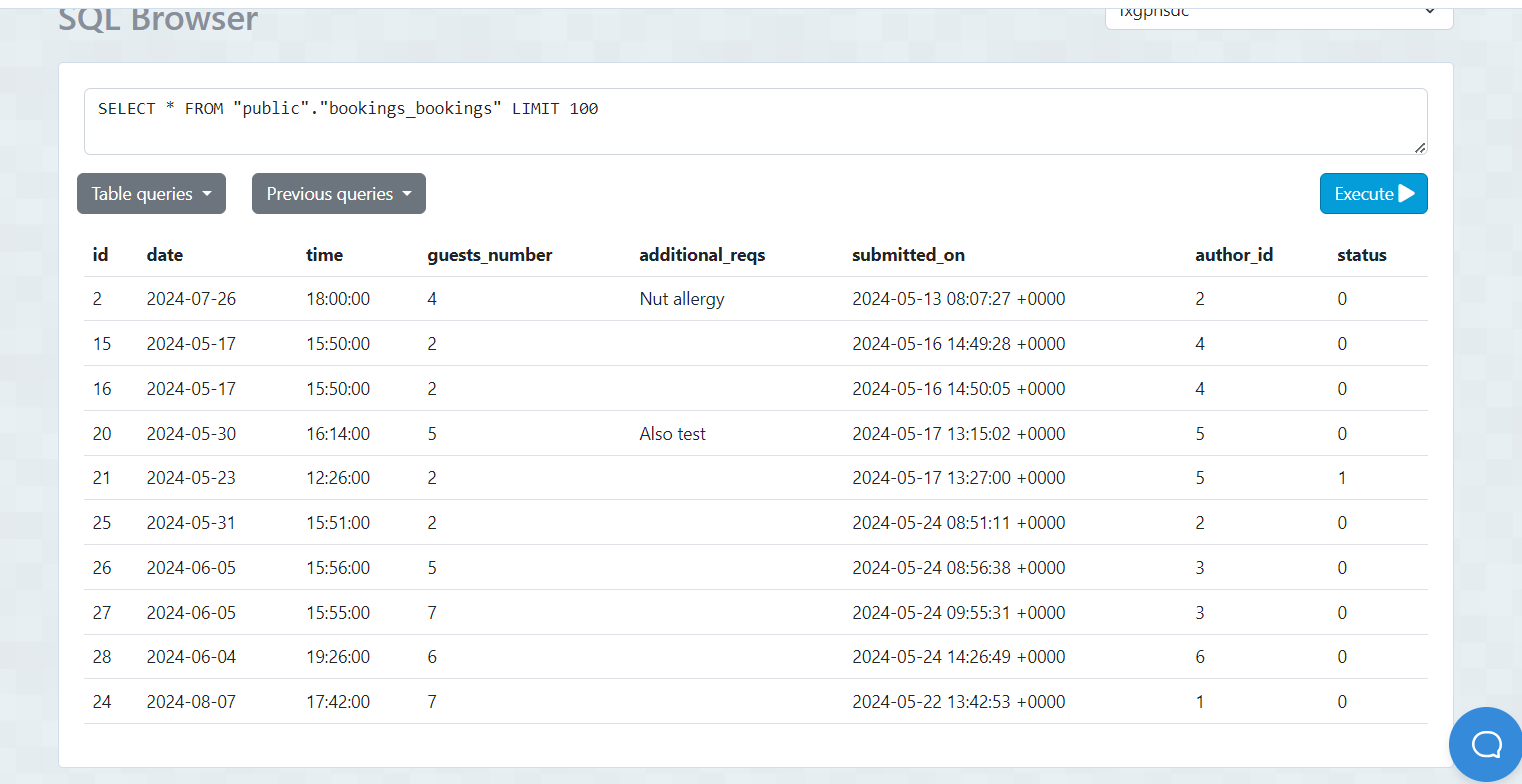 SQL Browser
SELECT * FROM "public"."bookings_bookings" LIMIT 100
Table queries
Previous queries
Execute
id date time guests_number additional_reqs submitted_on author_id status
2 2024-07-26 18:00:00 4 Nut allergy 2024-05-13 08:07:27 +0000 2 0
15 2024-05-17 15:50:00 2 2024-05-16 14:49:28 +0000 4 0
16 2024-05-17 15:50:00 2 2024-05-16 14:50:05 +0000 4 0
20 2024-05-30 16:14:00 5 Also test 2024-05-17 13:15:02 +0000 5 0
21 2024-05-23 12:26:00 2 2024-05-17 13:27:00 +0000 5 1
25 2024-05-31 15:51:00 2 2024-05-24 08:51:11 +0000 2 0
26 2024-06-05 15:56:00 5 2024-05-24 08:56:38 +0000 3 0
27 2024-06-05 15:55:00 7 2024-05-24 09:55:31 +0000 3 0
28 2024-06-04 19:26:00 6 2024-05-24 14:26:49 +0000 6 0
24 2024-08-07 17:42:00 7 2024-05-22 13:42:53 +0000 1 0